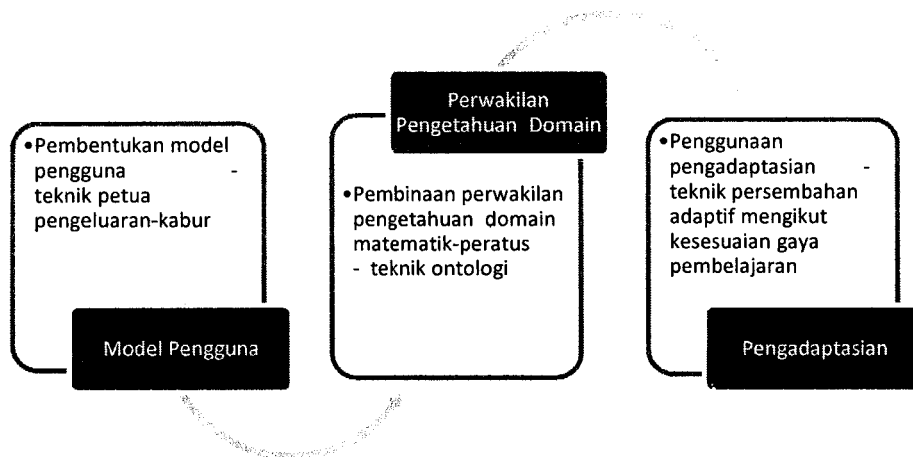 •Pembentukan model
pengguna -
teknik petua
pengeluaran-kabur
Model Pengguna
Perwakilan
Pengetahuan Domain
•Pembinaan perwakilan
pengetahuan domain
matematik-peratus
- teknik ontologi
•Penggunaan
pengadaptasian -
teknik persembahan
adaptif mengikut
kesesuaian gaya
pembelajaran
Pengadaptasian